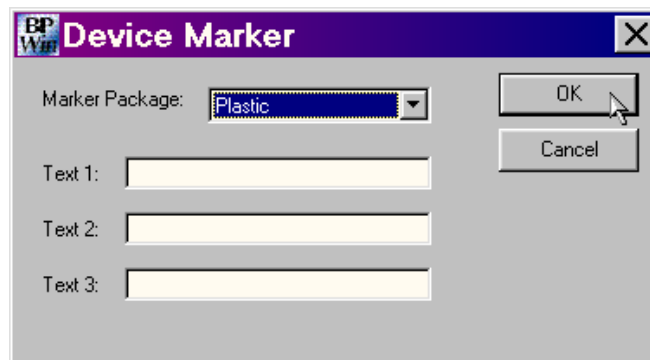 BP
Win
Device Marker
Marker Package:
Plastic
OK
Cancel
Text 1:
Text 2:
Text 3: